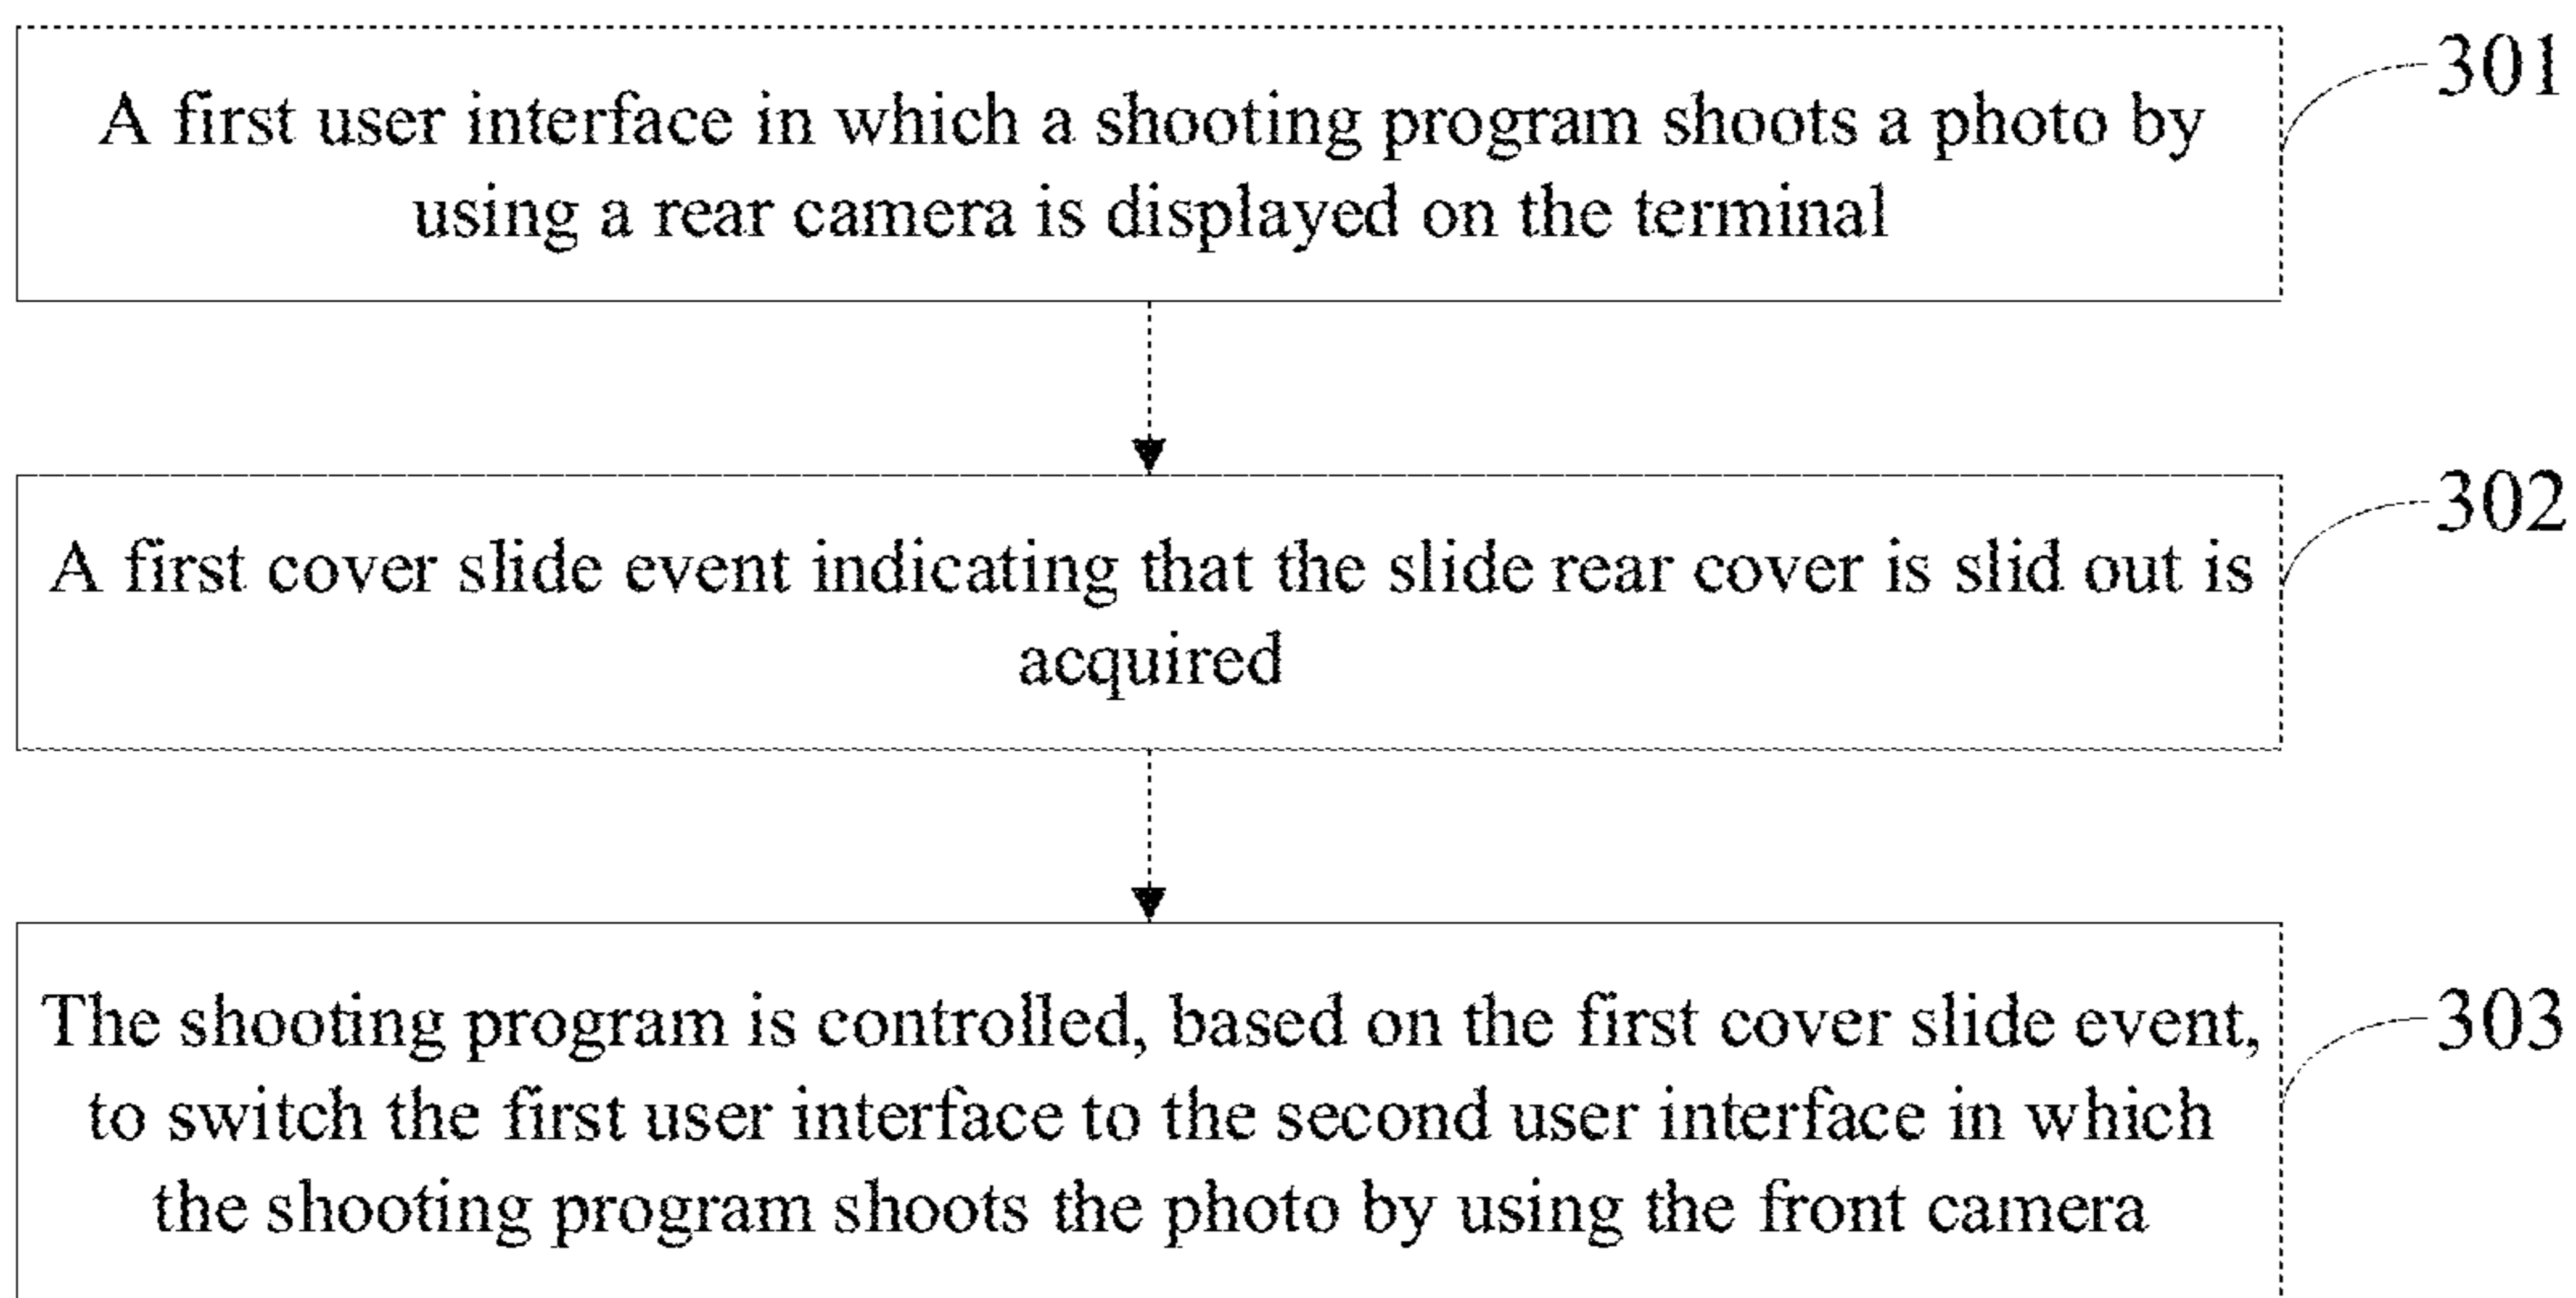 A first user interface in which a shooting program shoots a photo by
using a rear camera is displayed on the terminal
301
A first cover slide event indicating that the slide rear cover is slid out is
acquired
302
The shooting program is controlled, based on the first cover slide event,
to switch the first user interface to the second user interface in which
the shooting program shoots the photo by using the front camera
303